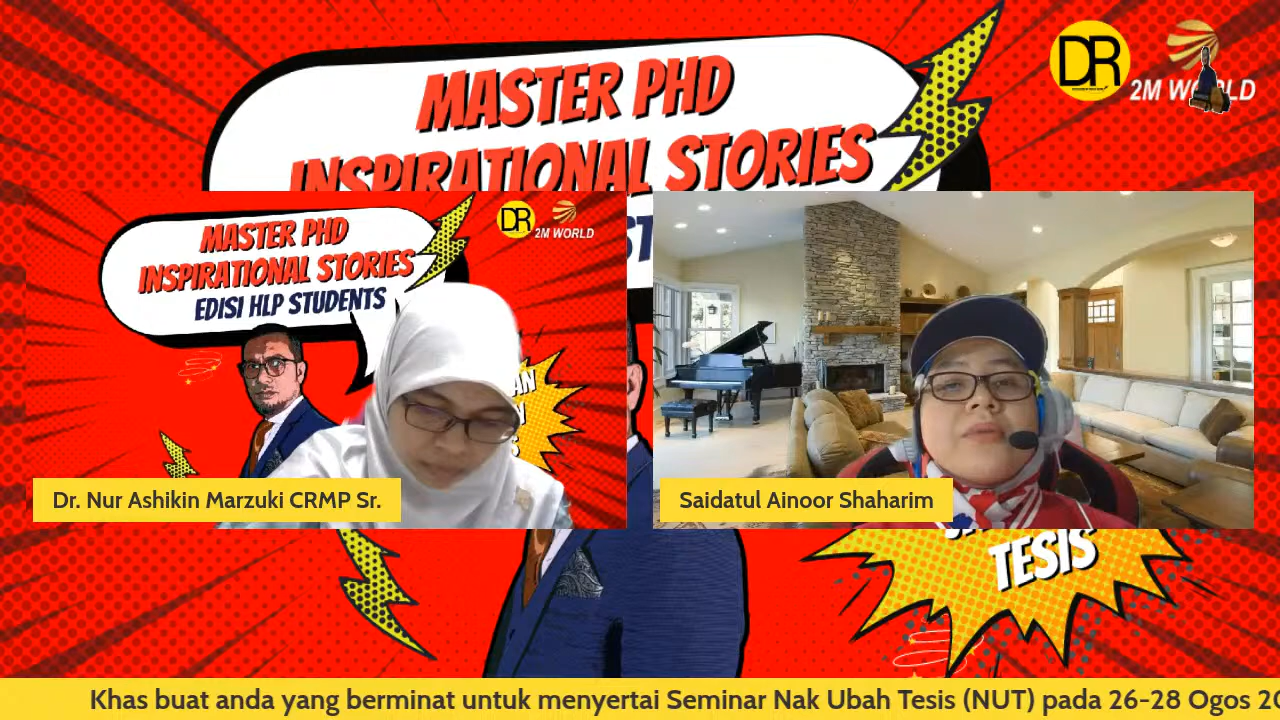 MASTER PHD
INSPIRATIONAL STORIES
DR
2M WORLD
MASTER PHD
INSPIRATIONAL STORIES
EDISI HLP STUDENTS
DR
2M WORLD
Dr. Nur Ashikin Marzuki CRMP Sr.
Saidatul Ainoor Shaharim
TESIS
Khas buat anda yang berminat untuk menyertai Seminar Nak Ubah Tesis (NUT) pada 26-28 Ogos